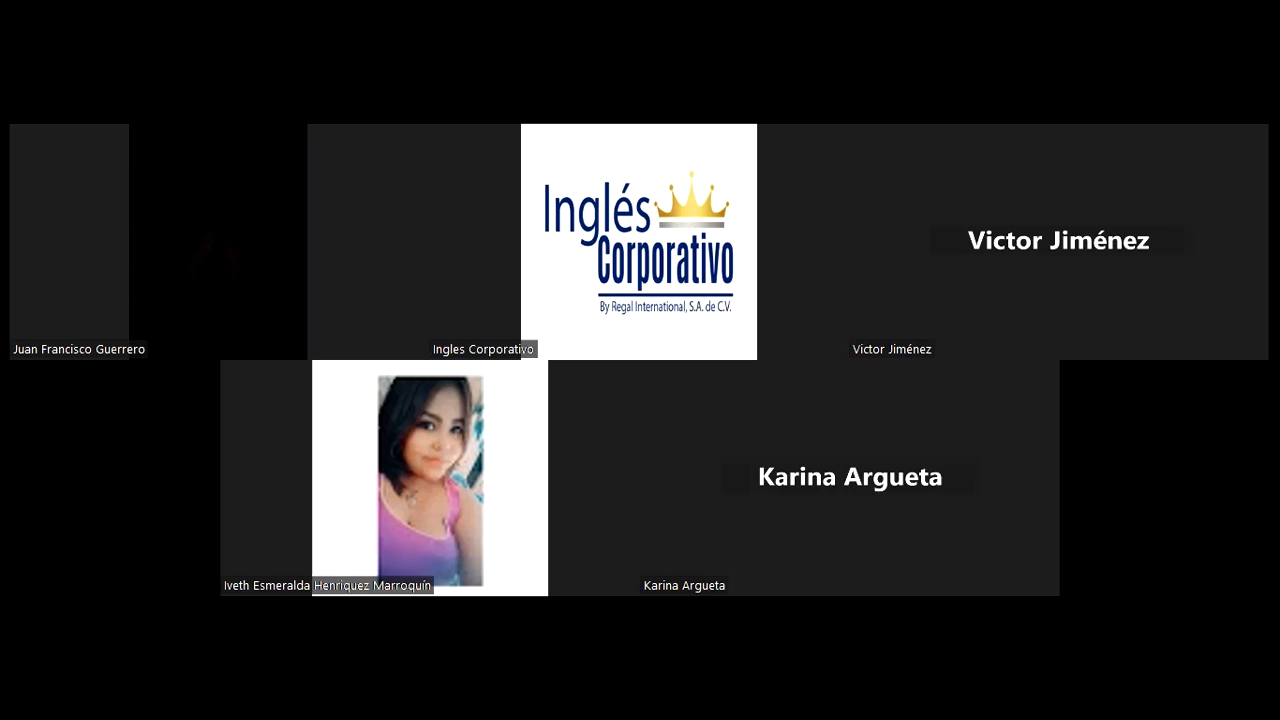 Inglés
Corporativo
By Regal International, S.A. de C.V.
Victor Jiménez
Juan Francisco Guerrero
Ingles Corporativo
Victor Jiménez
Karina Argueta
Iveth Esmeralda Henriquez Marroquín
Karina Argueta